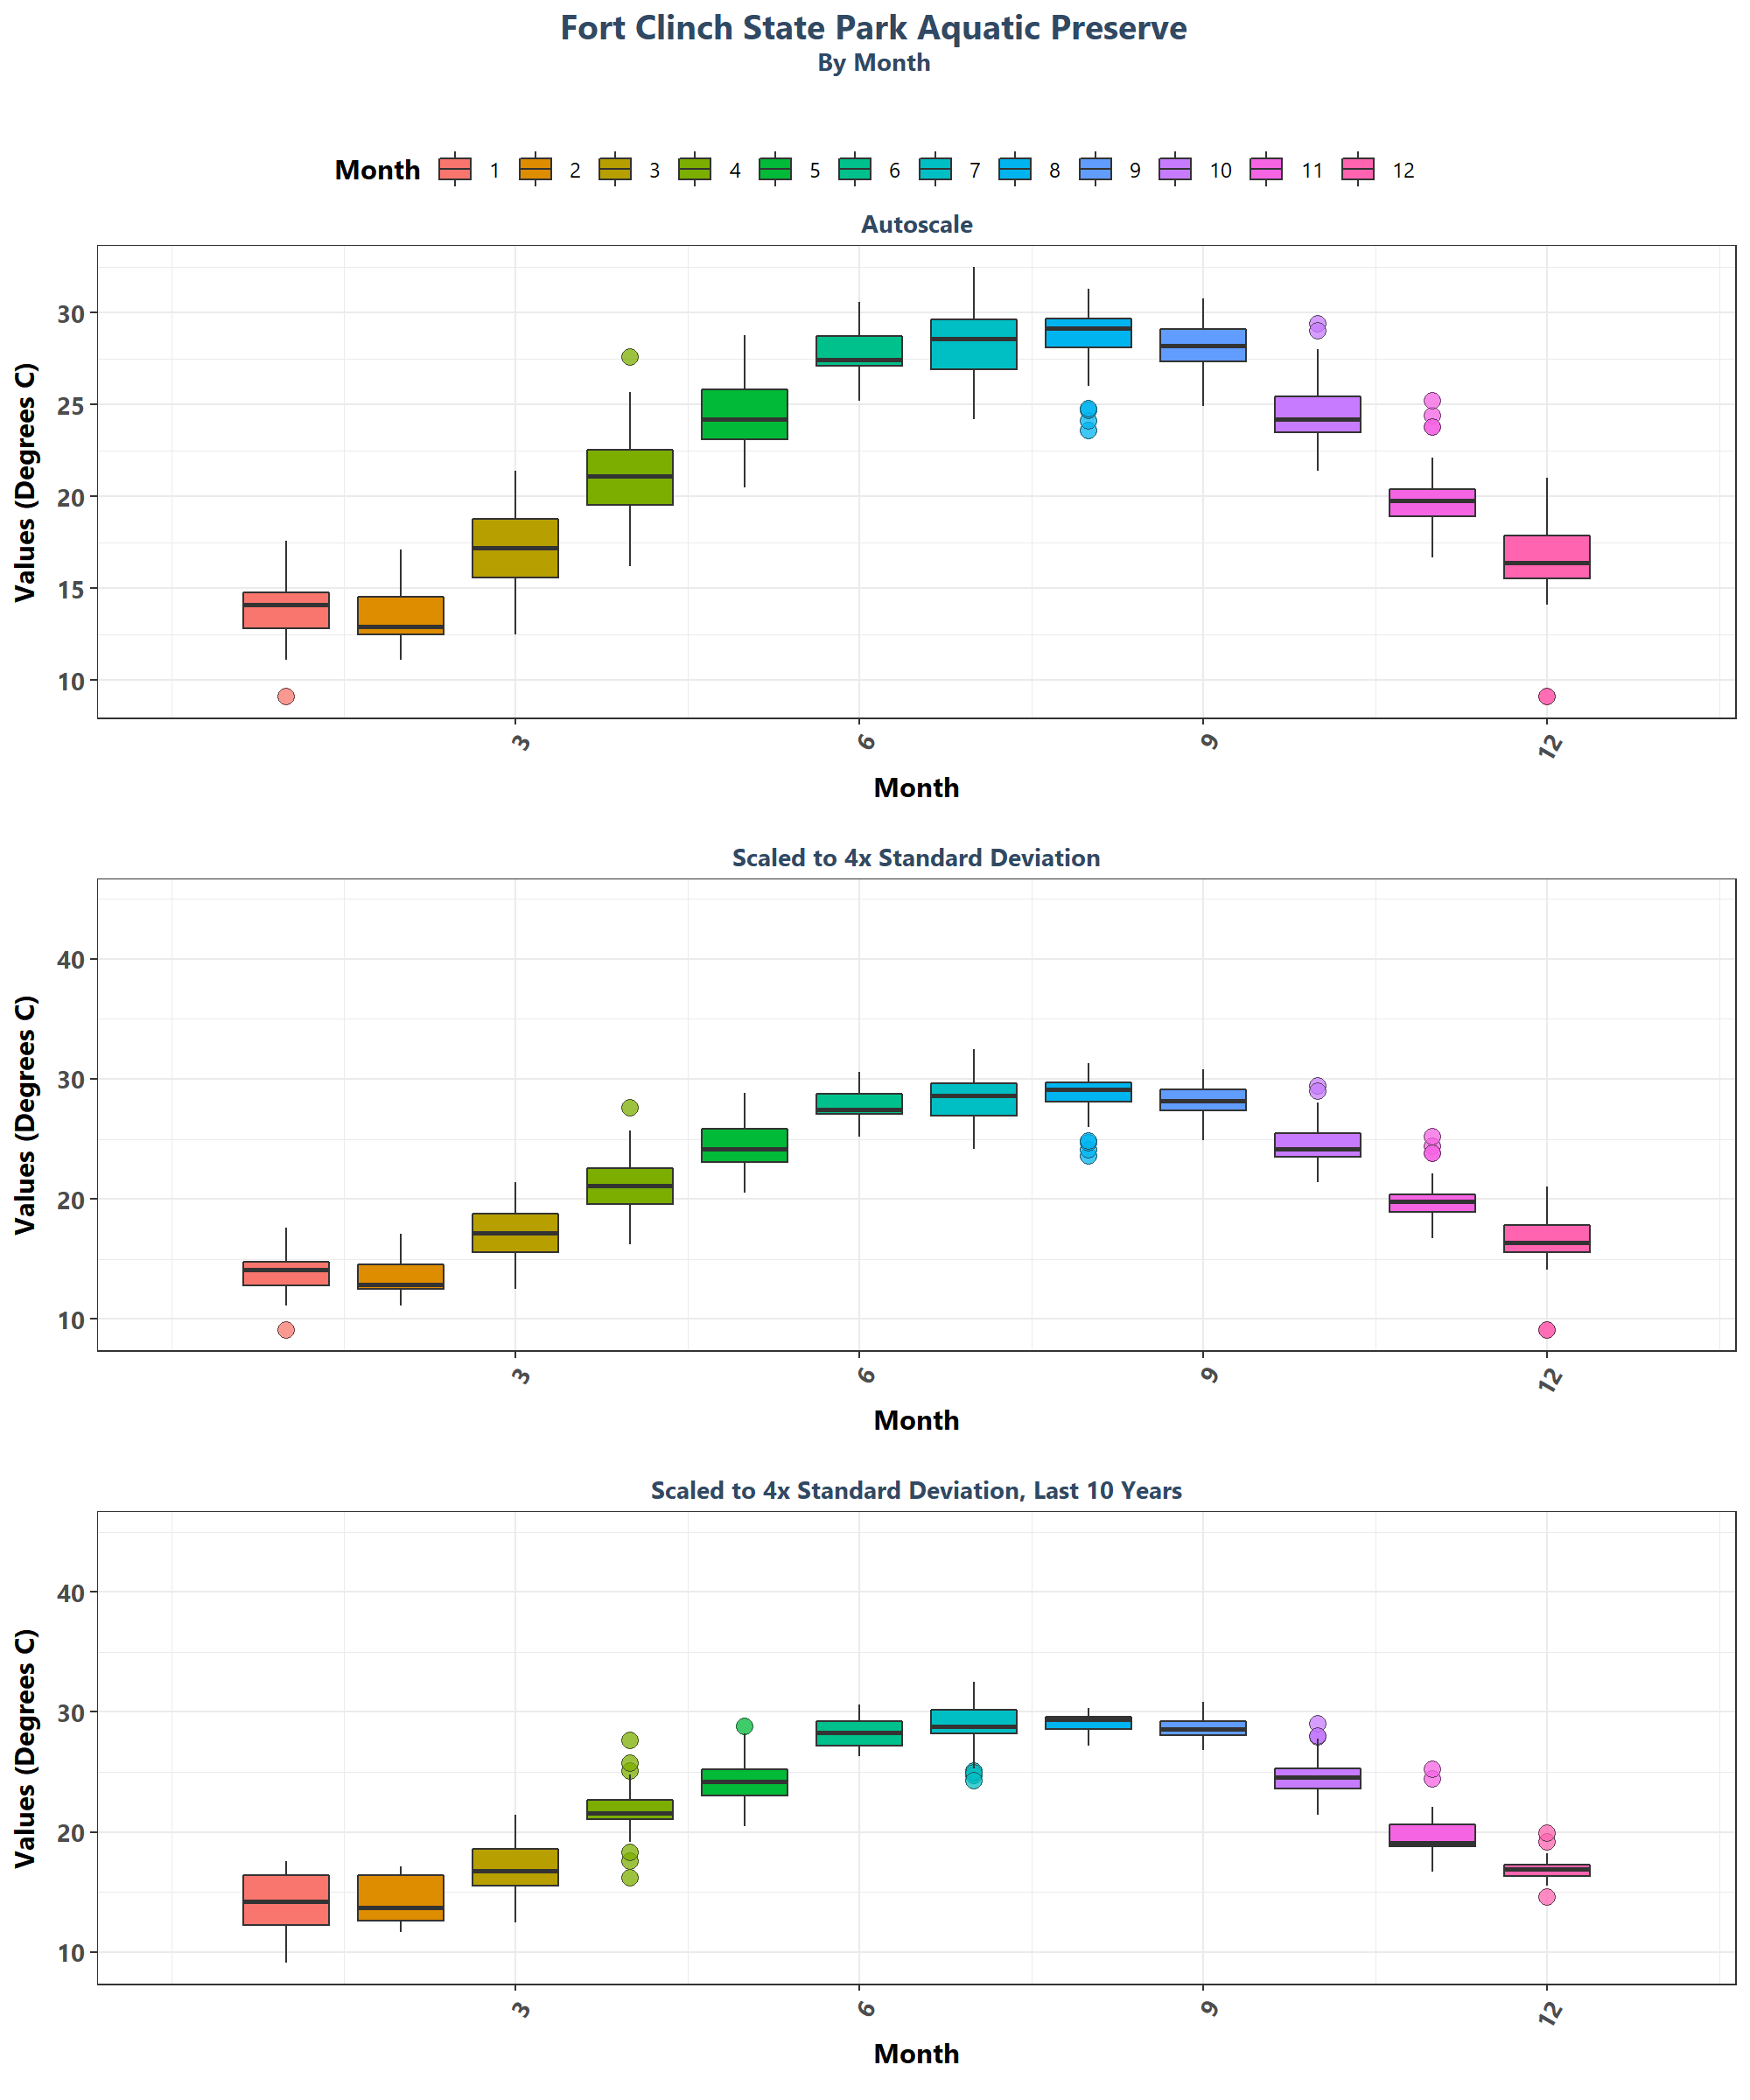 Fort Clinch State Park Aquatic Preserve
By Month
Month 1 2 3 4 5 6 7 8 9 10 11 12
Autoscale
Values (Degrees C)
30
25
20
15
10
3 6 9 12
Month
Scaled to 4x Standard Deviation
Values (Degrees C)
40
30
20
10
3 6 9 12
Month
Scaled to 4x Standard Deviation, Last 10 Years
Values (Degrees C)
40
30
20
10
3 6 9 12
Month